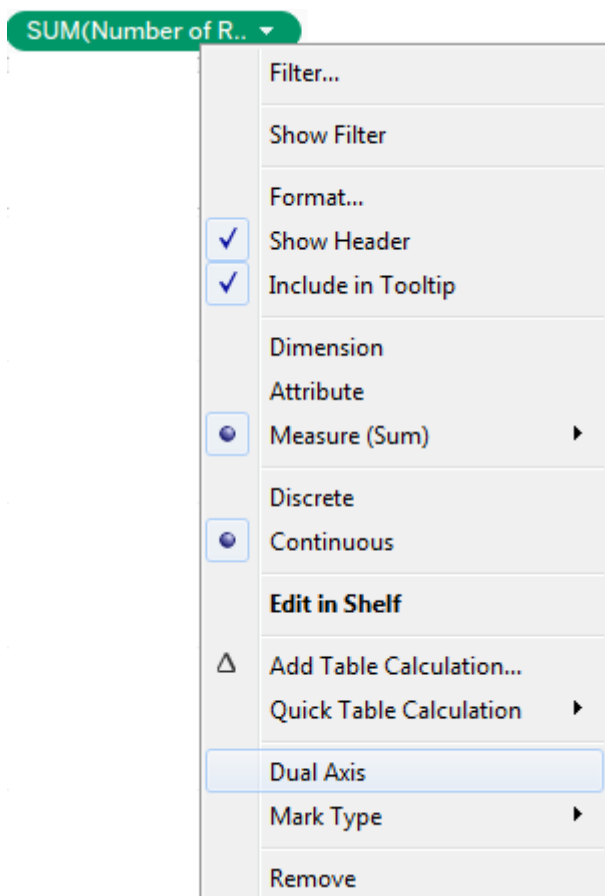 SUM(Number of R..
Filter...
Show Filter
Format...
Show Header
Include in Tooltip
Dimension
Attribute
Measure (Sum)
Discrete
Continuous
Edit in Shelf
Add Table Calculation...
Quick Table Calculation
Dual Axis
Mark Type
Remove